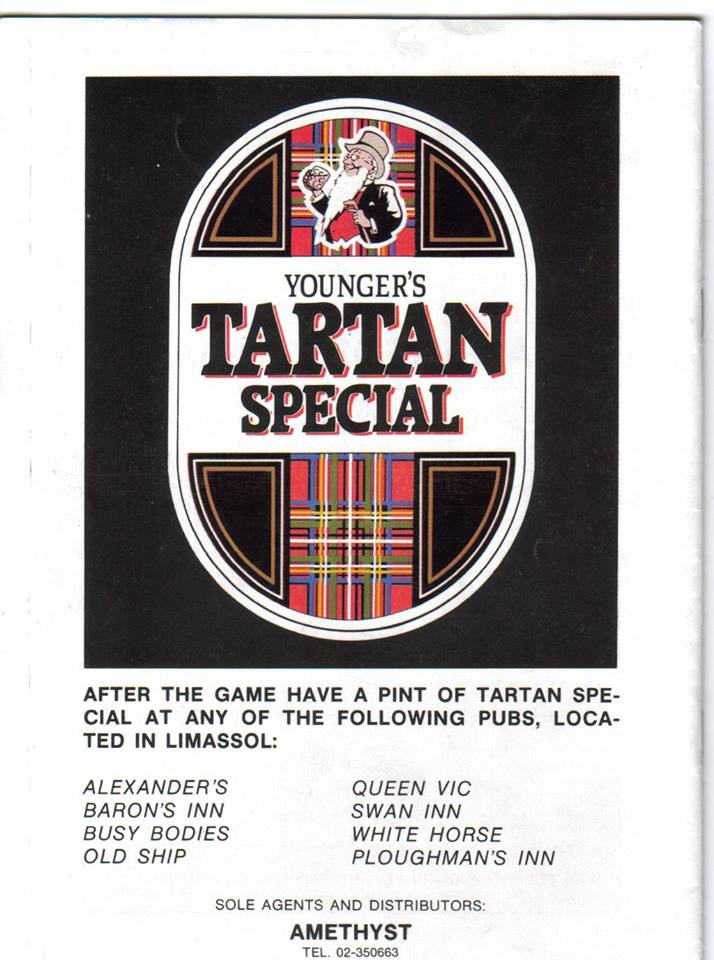 YOUNGER'S
TARTAN
SPECIAL
AFTER THE GAME HAVE A PINT OF TARTAN SPE-
CIAL AT ANY OF THE FOLLOWING PUBS, LOCA-
TED IN LIMASSOL:
ALEXANDER'S
BARON'S INN
BUSY BODIES
OLD SHIP
QUEEN VIC
SWAN INN
WHITE HORSE
PLOUGHMAN'S INN
SOLE AGENTS AND DISTRIBUTORS:
AMETHYST
TEL. 02-350663